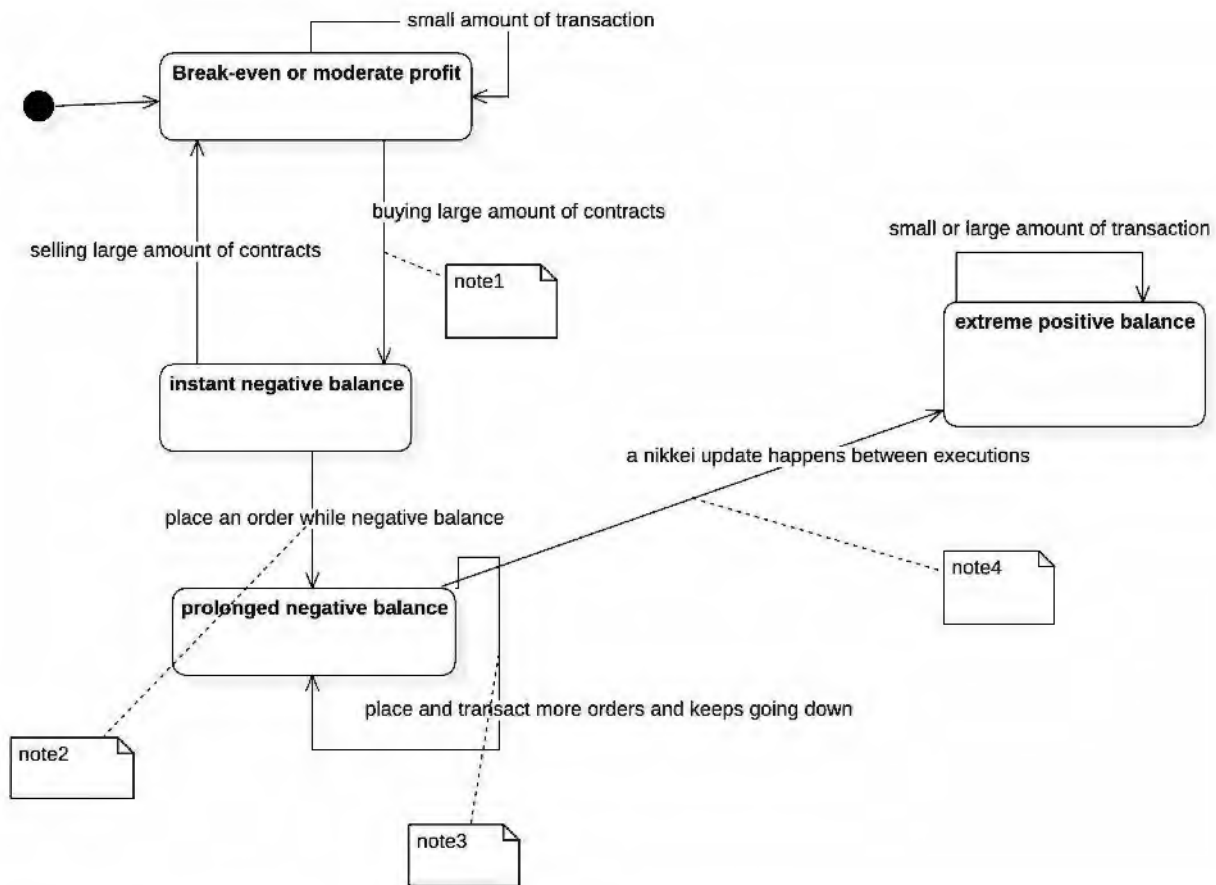 small amount of transaction
Break-even or moderate profit
buying large amount of contracts
selling large amount of contracts
note1
small or large amount of transaction
extreme positive balance
instant negative balance
a nikkei update happens between executions
place an order while negative balance
note4
prolonged negative balance
place and transact more orders and keeps going down
note2
note3